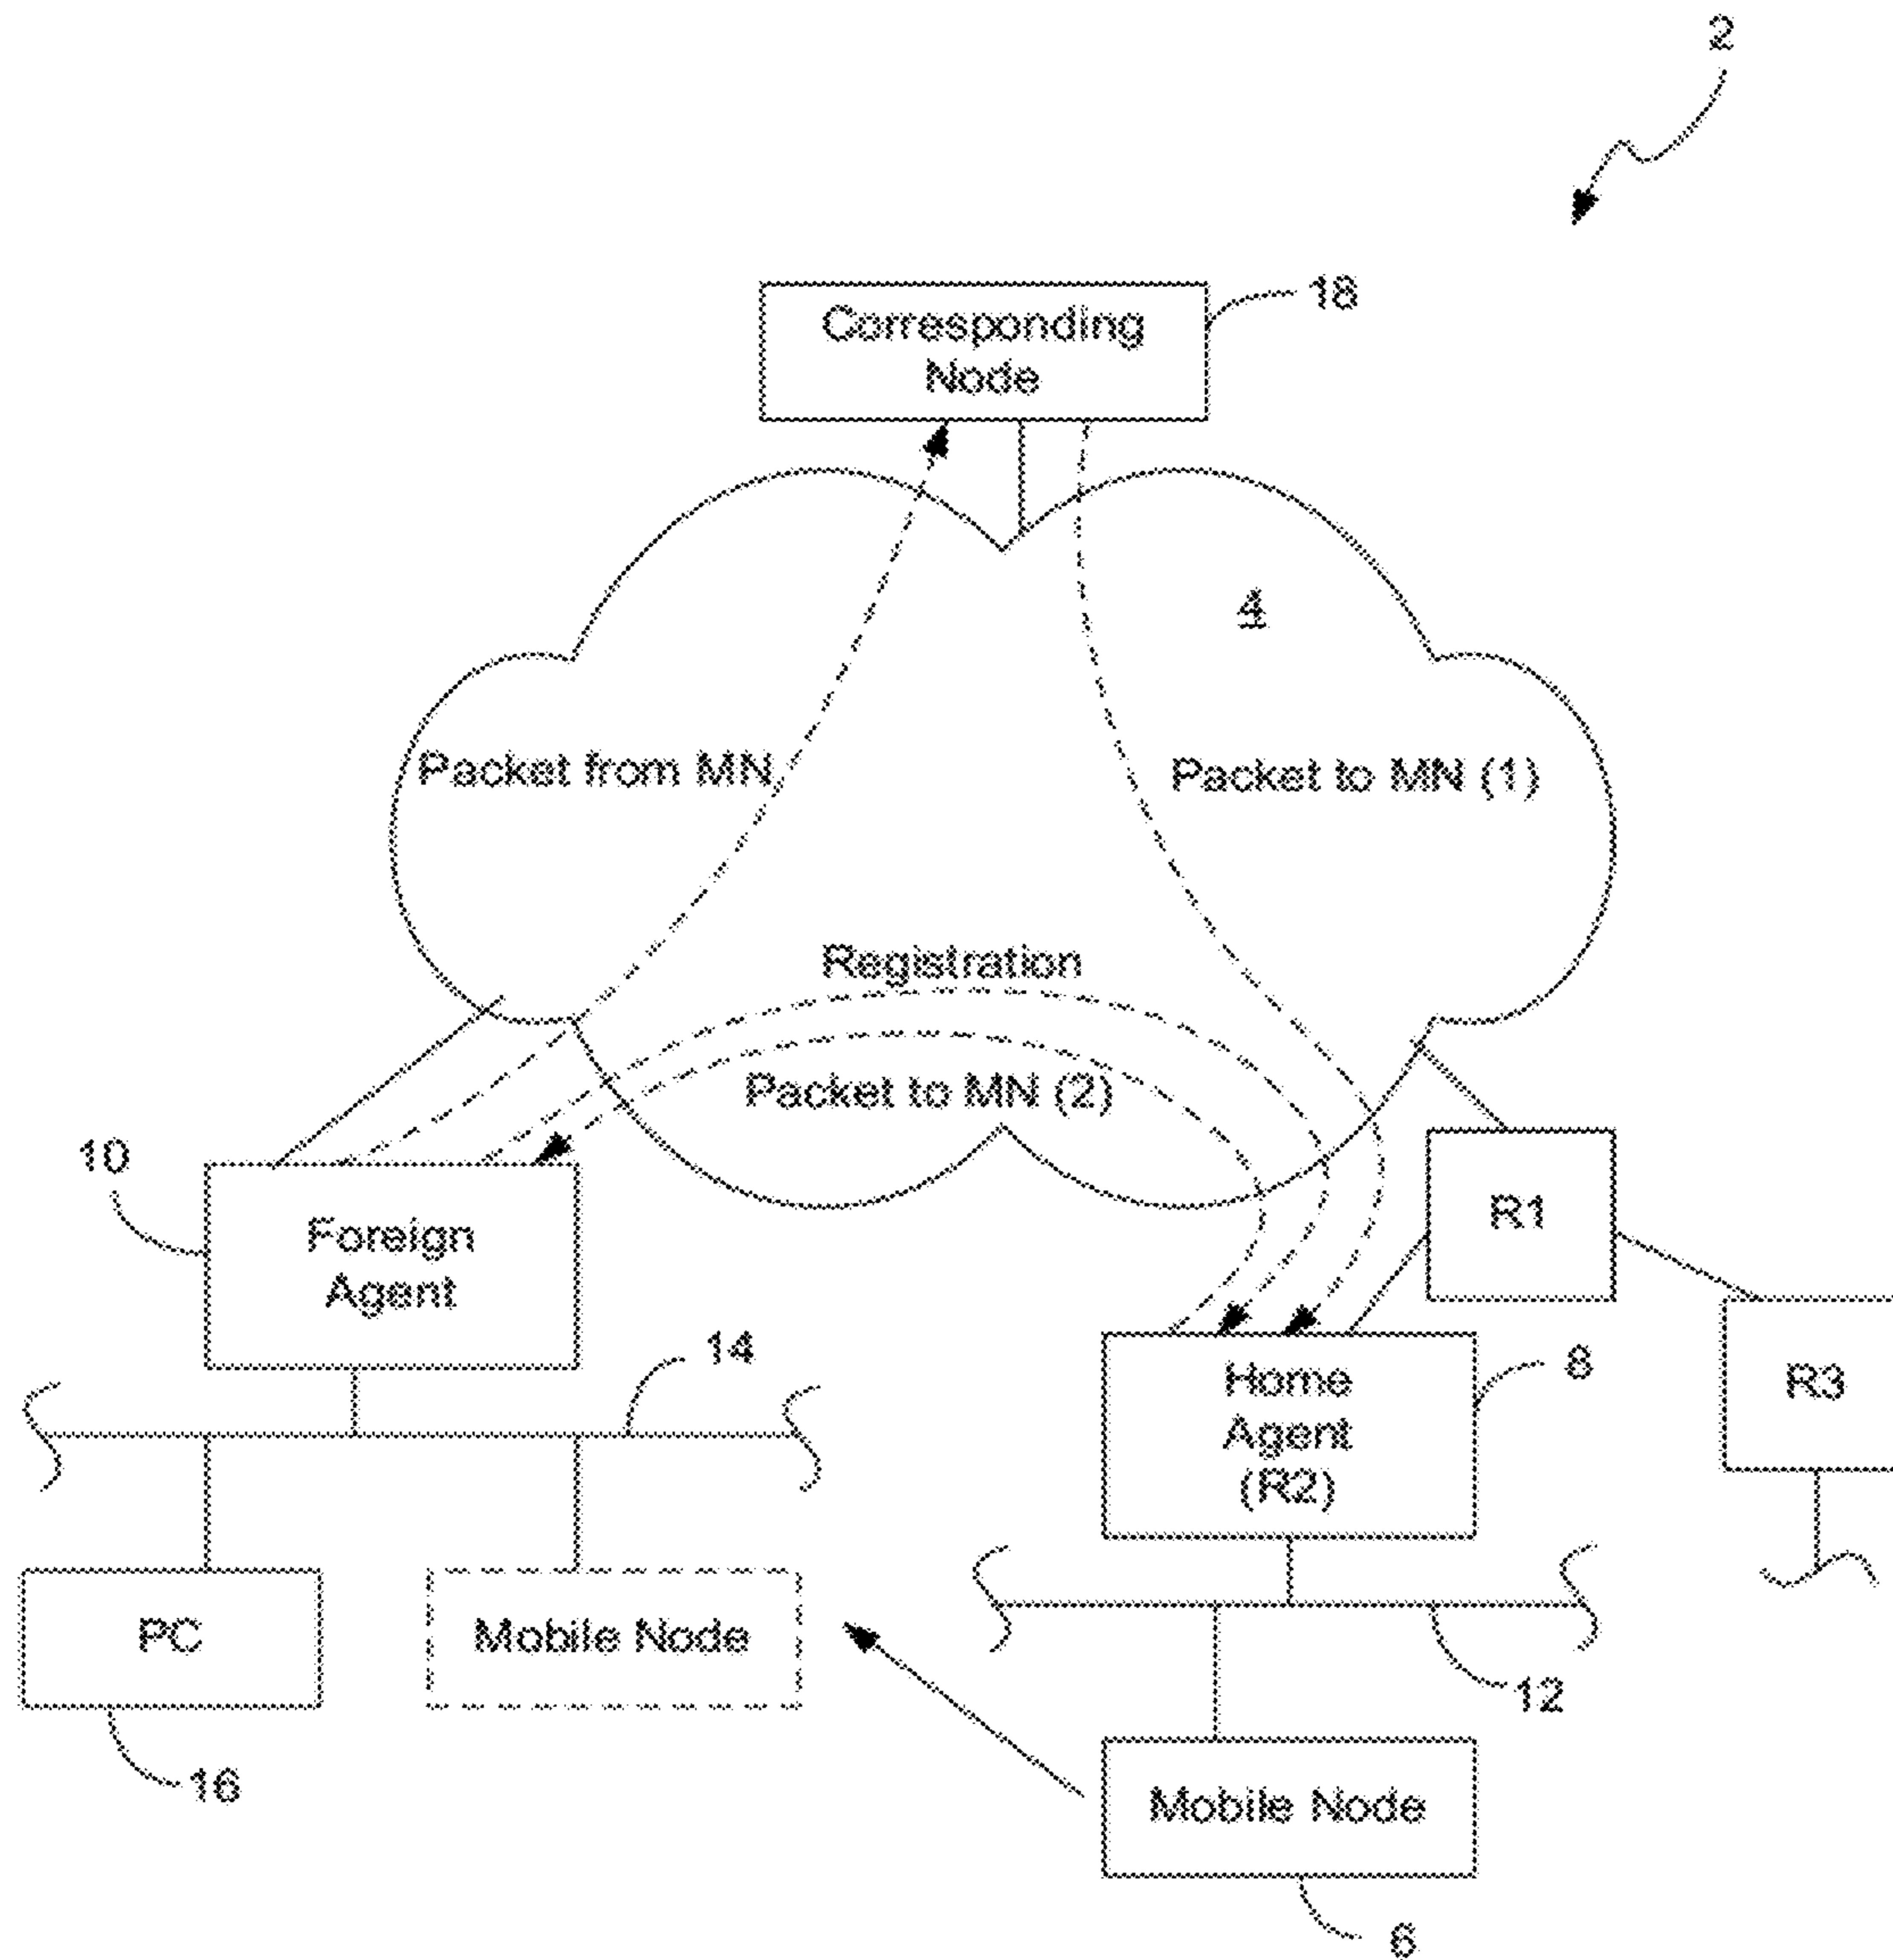 2
Corresponding
Node
18
4
Packet from MN
Packet to MN (1)
Registration
Packet to MN (2)
10
Foreign
Agent
R1
14
Home
Agent
(R2)
8
R3
PC
Mobile Node
12
16
Mobile Node
6